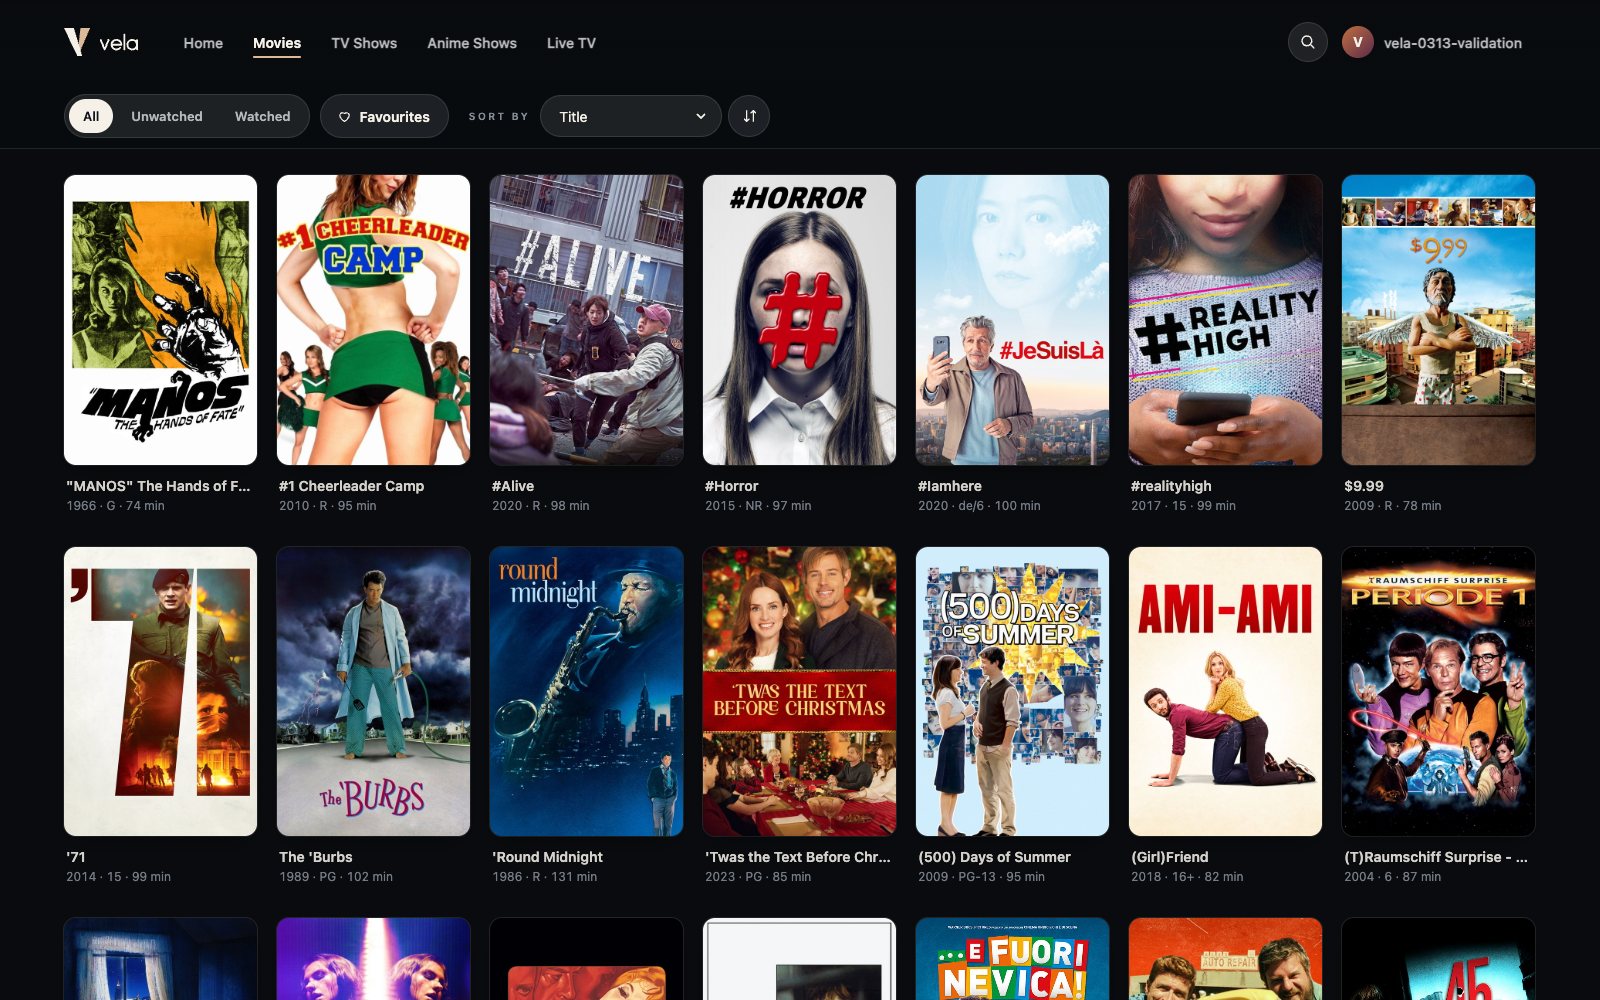 vela
Home
Movies
TV Shows
Anime Shows
Live TV
V
vela-0313-validation
All
Unwatched
Watched
Favourites
SORT BY
Title
"MANOS
THE HANDS OF FATE"
#1 CHEERLEADER
CAMP
#ALIVE
#HORROR
#
#JeSuisLà
#REALITY
HIGH
$9.99
"MANOS" The Hands of F...
1966 · G · 74 min
#1 Cheerleader Camp
2010 · R · 95 min
#Alive
2020 · R · 98 min
#Horror
2015 · NR · 97 min
#Iamhere
2020 · de/6 · 100 min
#realityhigh
2017 · 15 · 99 min
$9.99
2009 · R · 78 min
'71
The 'BURBS
round
midnight
'TWAS THE TEXT
BEFORE CHRISTMAS
(500) DAYS
OF SUMMER
AMI-AMI
(T)RAUMSCHIFF SURPRISE
PERIODE 1
'71
2014 · 15 · 99 min
The 'Burbs
1989 · PG · 102 min
'Round Midnight
1986 · R · 131 min
'Twas the Text Before Chr...
2023 · PG · 85 min
(500) Days of Summer
2009 · PG-13 · 95 min
(Girl)Friend
2018 · 16+ · 82 min
(T)Raumschiff Surprise - ...
2004 · 6 · 87 min
...E FUORI
NEVICA!
AUTO REPAIR
45